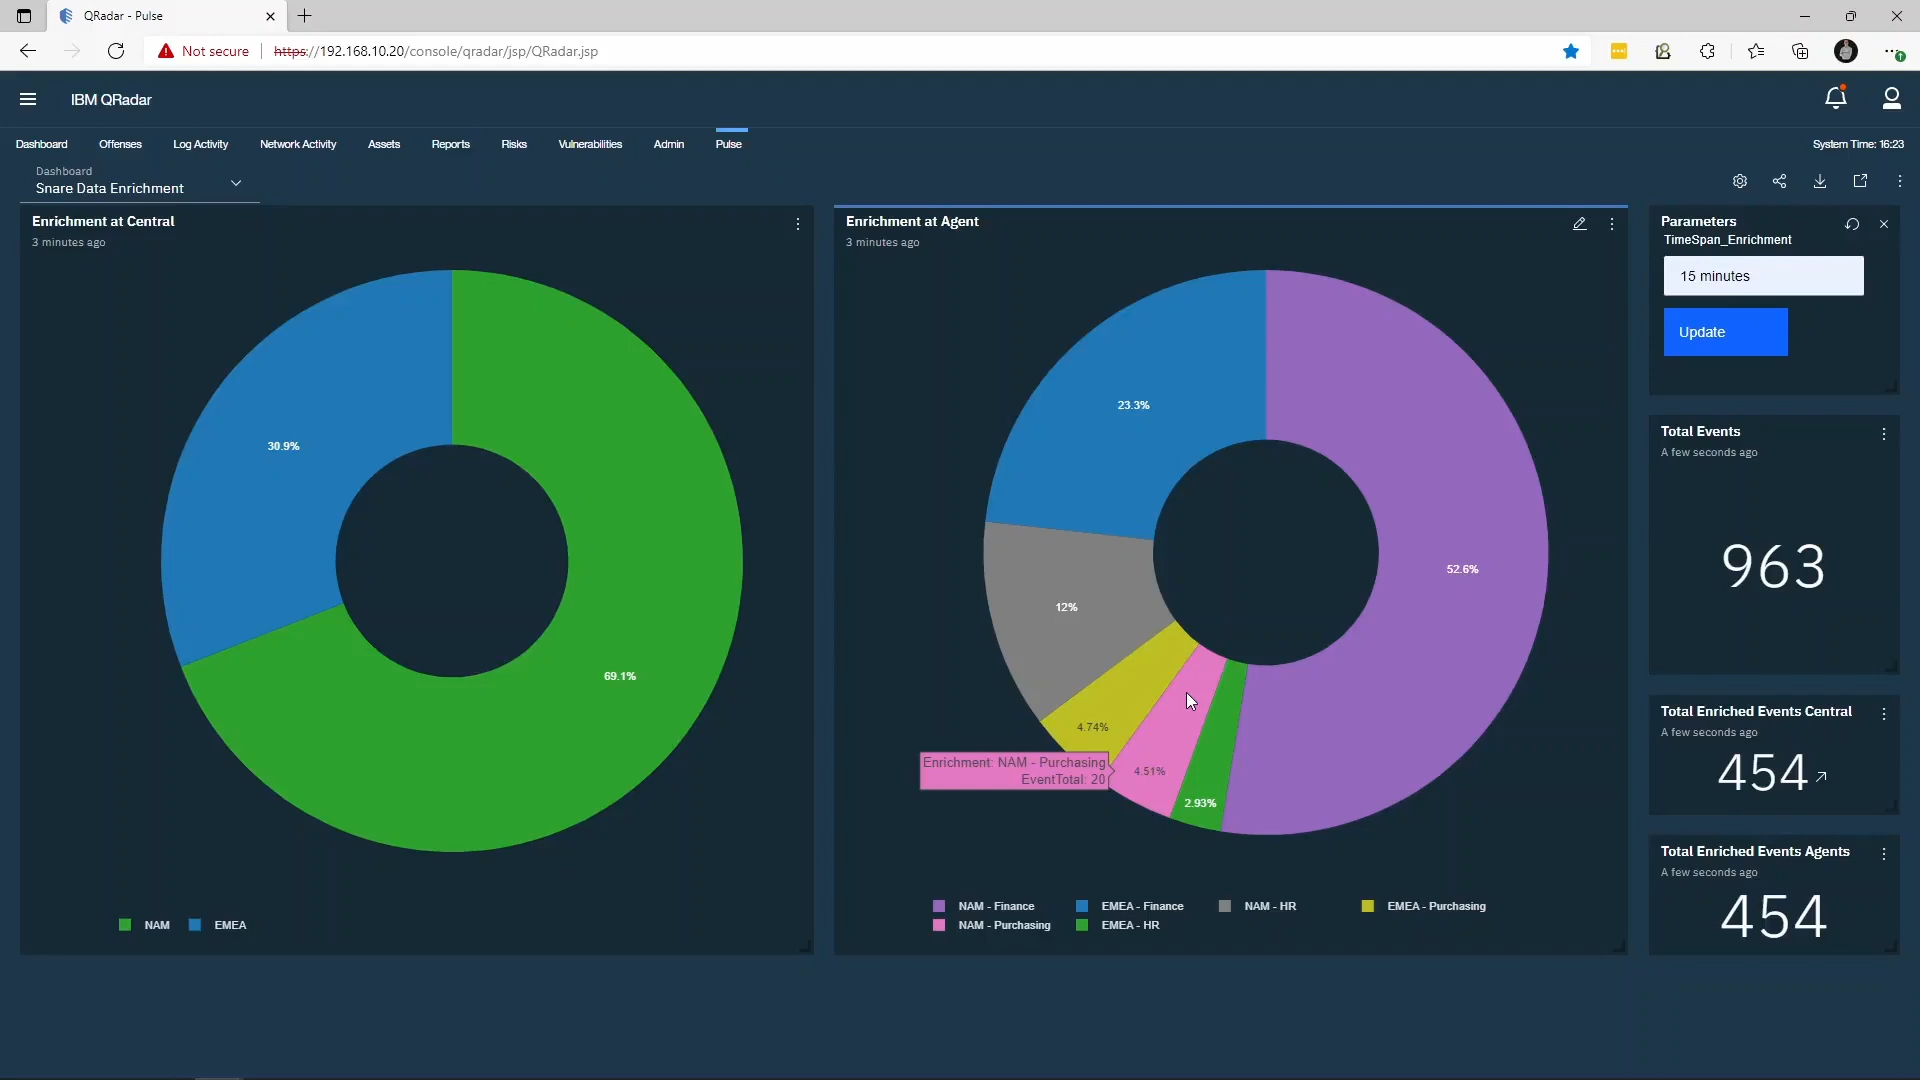 QRadar - Pulse
Not secure
https://192.168.10.20/console/qradar/jsp/QRadar.jsp
IBM QRadar
Dashboard Offenses Log Activity Network Activity Assets Reports Risks Vulnerabilities Admin Pulse
System Time: 16:23
Dashboard
Snare Data Enrichment
Enrichment at Central
3 minutes ago
30.9%
69.1%
NAM EMEA
Enrichment at Agent
3 minutes ago
23.3%
52.6%
12%
4.74%
Enrichment: NAM - Purchasing
EventTotal: 20
4.51%
2.93%
NAM - Finance EMEA - Finance NAM - HR EMEA - Purchasing
NAM - Purchasing EMEA - HR
Parameters
TimeSpan_Enrichment
15 minutes
Update
Total Events
A few seconds ago
963
Total Enriched Events Central
A few seconds ago
454
Total Enriched Events Agents
A few seconds ago
454